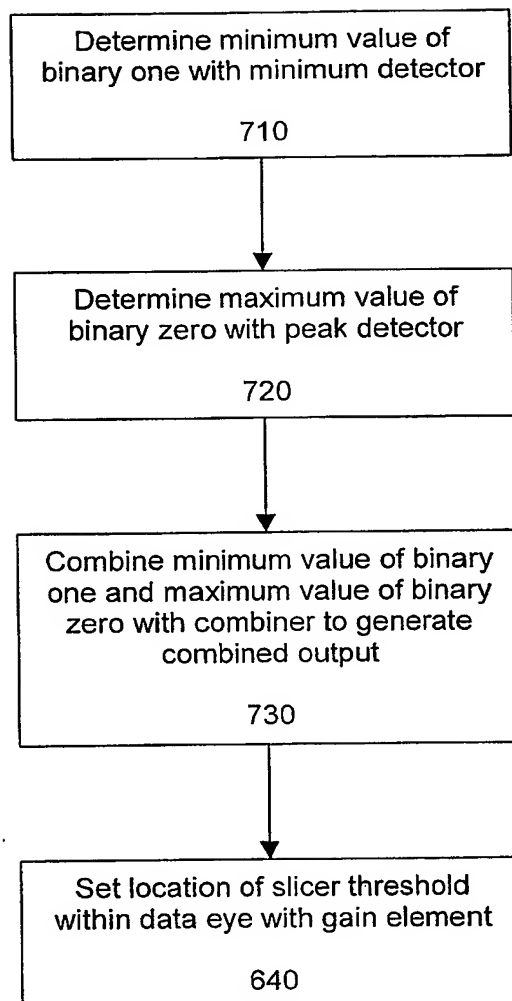 Determine minimum value of
binary one with minimum detector
710
Determine maximum value of
binary zero with peak detector
720
Combine minimum value of binary
one and maximum value of binary
zero with combiner to generate
combined output
730
Set location of slicer threshold
within data eye with gain element
640